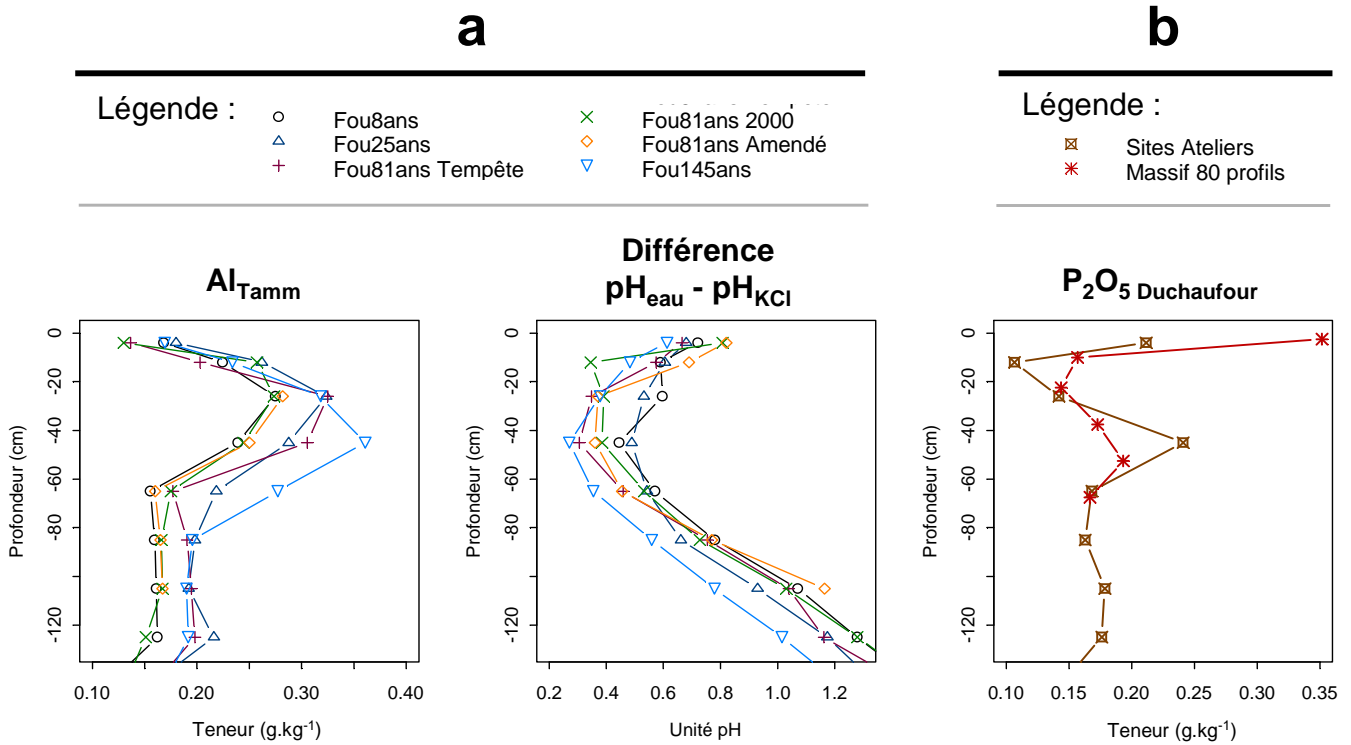 a
b
Légende :
Fou8ans
Fou25ans
Fou81ans Tempête
Fou81ans 2000
Fou81ans Amendé
Fou145ans
Légende :
Sites Ateliers
Massif 80 profils
Al Tamm
Différence
pHeau - pHKCl
P2O5 Duchaufour
Profondeur (cm)
0
-20
-40
-60
-80
-120
0.10
0.20
0.30
0.40
Teneur (g.kg-1)
Profondeur (cm)
0
-20
-40
-60
-80
-120
0.2
0.4
0.6
0.8
1.0
1.2
Unité pH
Profondeur (cm)
0
-20
-40
-60
-80
-120
0.10
0.15
0.20
0.25
0.30
0.35
Teneur (g.kg-1)